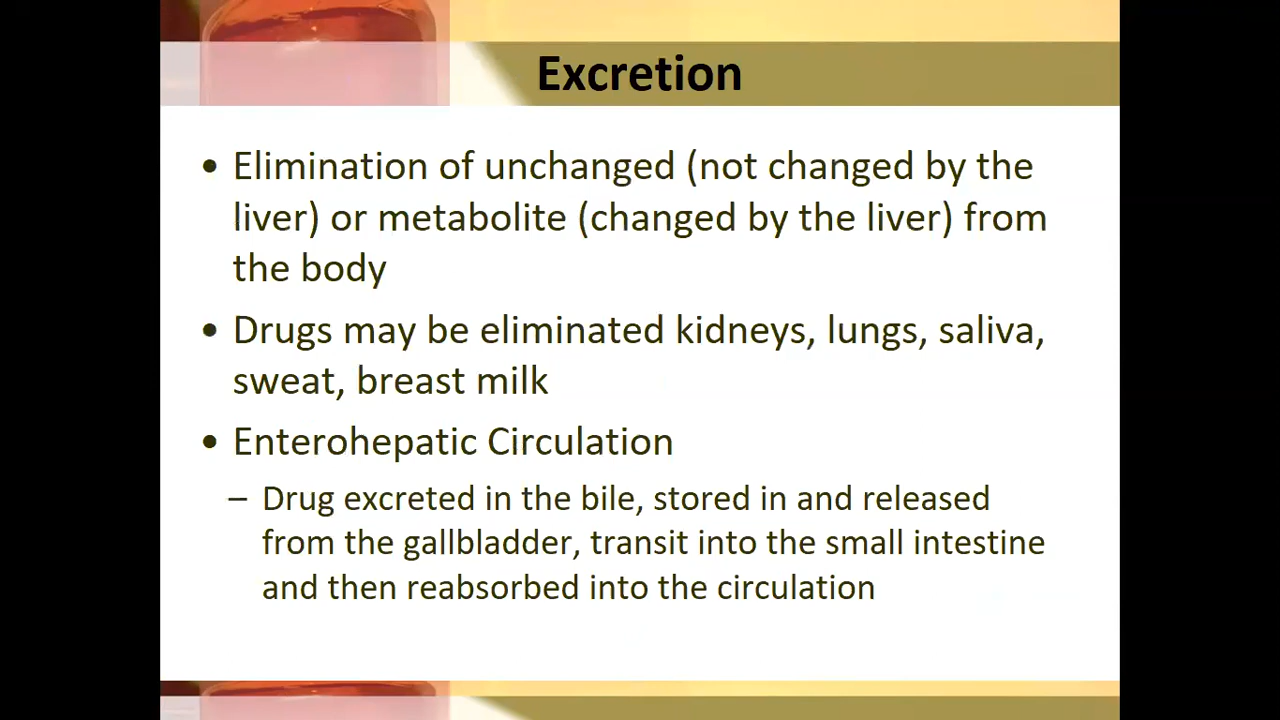 Excretion
• Elimination of unchanged (not changed by the
liver) or metabolite (changed by the liver) from
the body
• Drugs may be eliminated kidneys, lungs, saliva,
sweat, breast milk
• Enterohepatic Circulation
– Drug excreted in the bile, stored in and released
from the gallbladder, transit into the small intestine
and then reabsorbed into the circulation